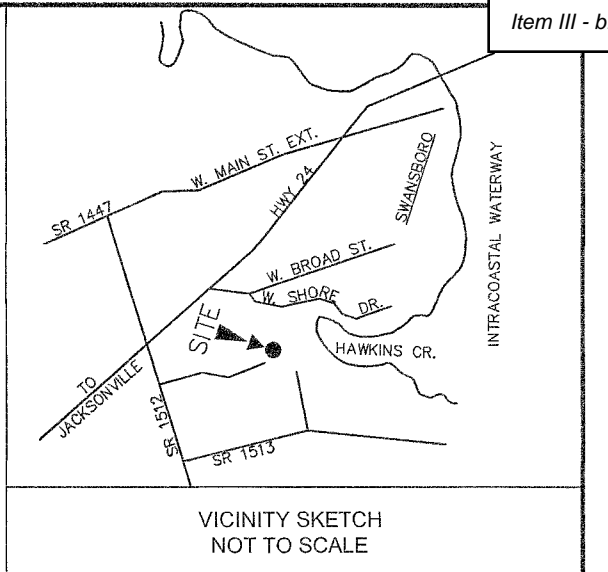 Item III - b
W. MAIN ST. EXT.
SR 1447
HWY 24
SWANSBORO
INTRACOASTAL WATERWAY
W. BROAD ST.
W. SHORE DR.
SITE
HAWKINS CR.
TO
JACKSONVILLE
SR 1512
SR 1513
VICINITY SKETCH
NOT TO SCALE